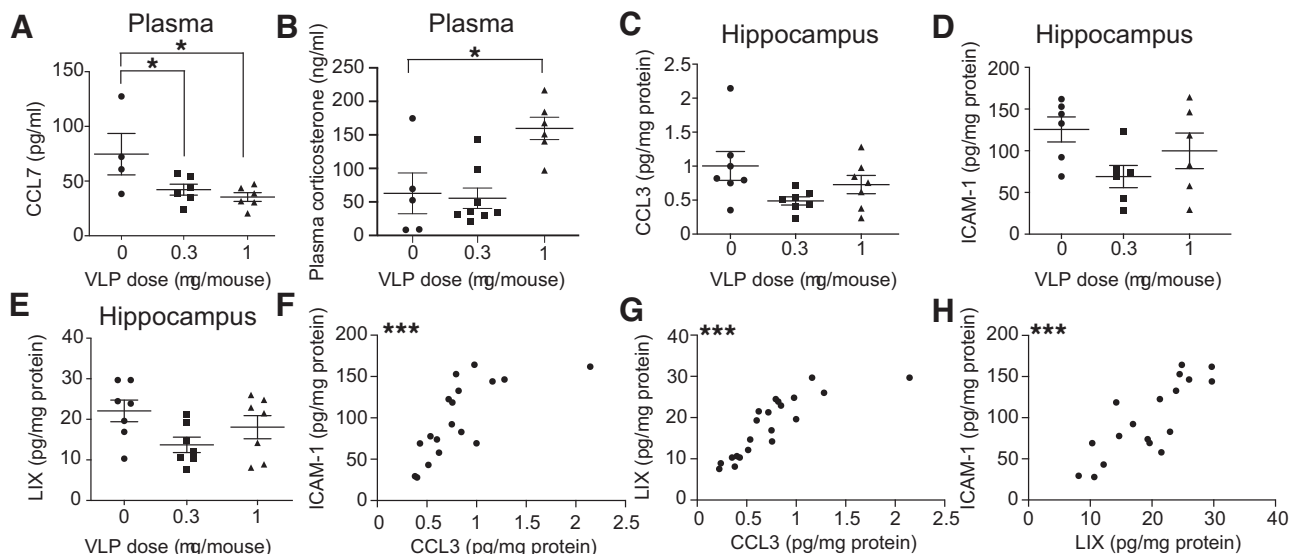 A
Plasma
*
*
CCL7 (pg/ml)
150
100
50
0
0
0.3
1
VLP dose (mg/mouse)
B
Plasma
*
Plasma corticosterone (ng/ml)
250
200
150
100
50
0
0
0.3
1
VLP dose (mg/mouse)
C
Hippocampus
CCL3 (pg/mg protein)
2.5
2
1.5
1
0.5
0
0
0.3
1
VLP dose (mg/mouse)
D
Hippocampus
ICAM-1 (pg/mg protein)
200
150
100
50
0
0
0.3
1
VLP dose (mg/mouse)
E
Hippocampus
LIX (pg/mg protein)
40
30
20
10
0
0
0.3
1
VLP dose (mg/mouse)
F
***
ICAM-1 (pg/mg protein)
200
150
100
50
0
0
0.5
1
1.5
2
2.5
CCL3 (pg/mg protein)
G
***
LIX (pg/mg protein)
40
30
20
10
0
0
0.5
1
1.5
2
2.5
CCL3 (pg/mg protein)
H
***
ICAM-1 (pg/mg protein)
200
150
100
50
0
0
10
20
30
40
LIX (pg/mg protein)